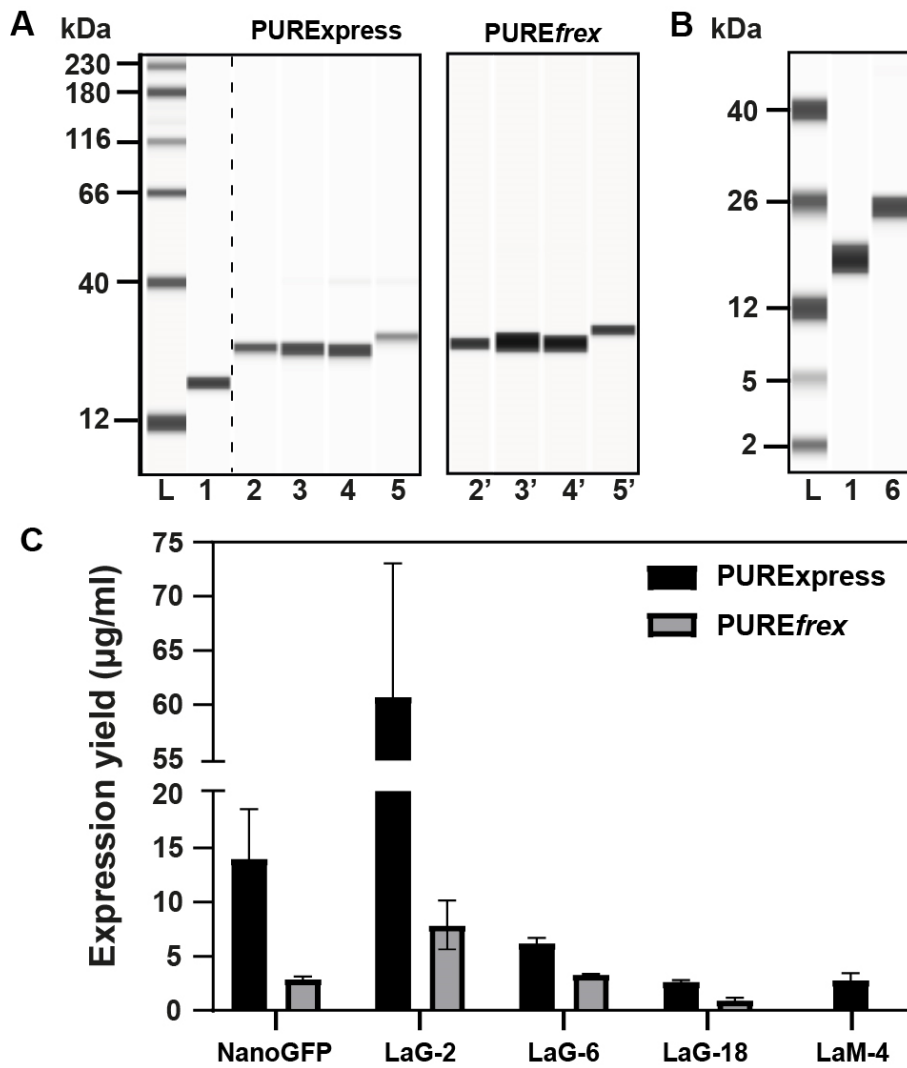 A kDa PURExpress PUREfrex
230
180
116
66
40
12
L 1 2 3 4 5 2’ 3’ 4’ 5’
B kDa
40
26
12
5
2
L 1 6
C
Expression yield (µg/ml)
75
70
65
60
55
20
15
10
5
0
PURExpress
PUREfrex
NanoGFP LaG-2 LaG-6 LaG-18 LaM-4